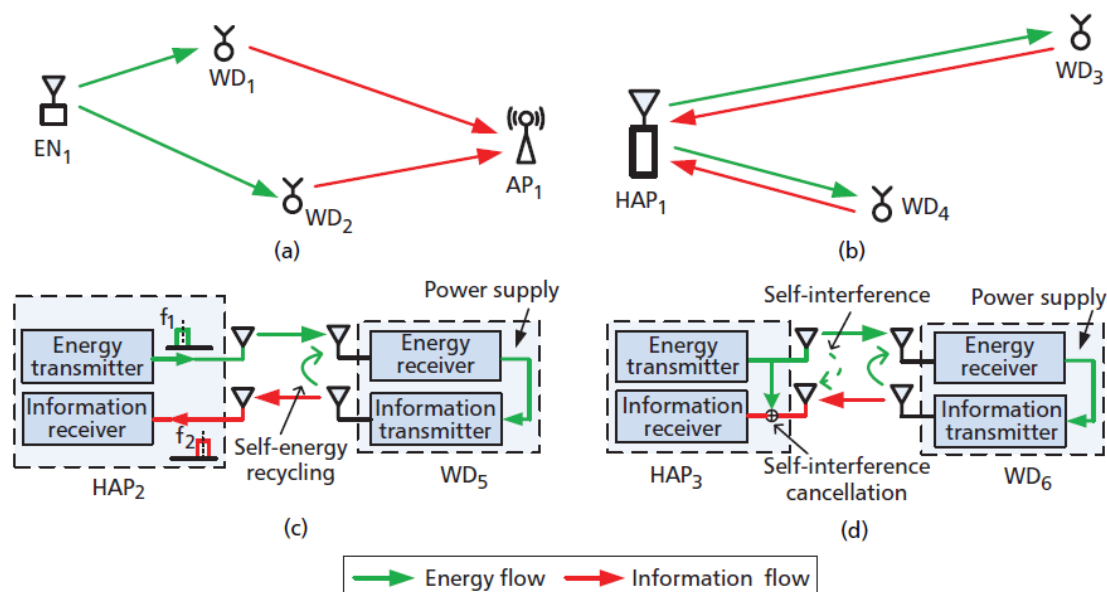 WD1
EN1
WD2
AP1
(a)
WD3
HAP1
WD4
(b)
f1
Energy
transmitter
Information
receiver
f2
HAP2
Self-energy
recycling
Power supply
Energy
receiver
Information
transmitter
WD5
(c)
Self-interference
Energy
transmitter
Information
receiver
HAP3
Self-interference
cancellation
Power supply
Energy
receiver
Information
transmitter
WD6
(d)
Energy flow
Information flow